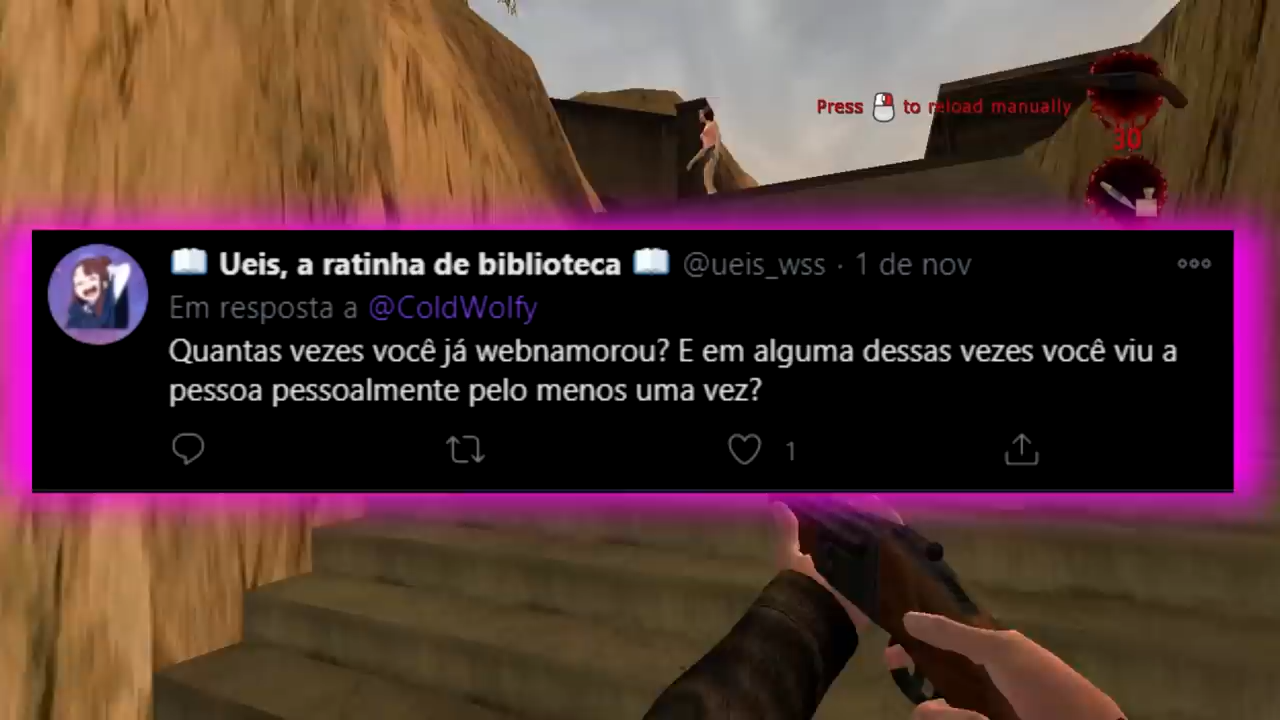 Press to reload manually
30
📖 Ueis, a ratinha de biblioteca 📖 @ueis_wss · 1 de nov
Em resposta a @ColdWolfy
Quantas vezes você já webnamorou? E em alguma dessas vezes você viu a
pessoa pessoalmente pelo menos uma vez?
1